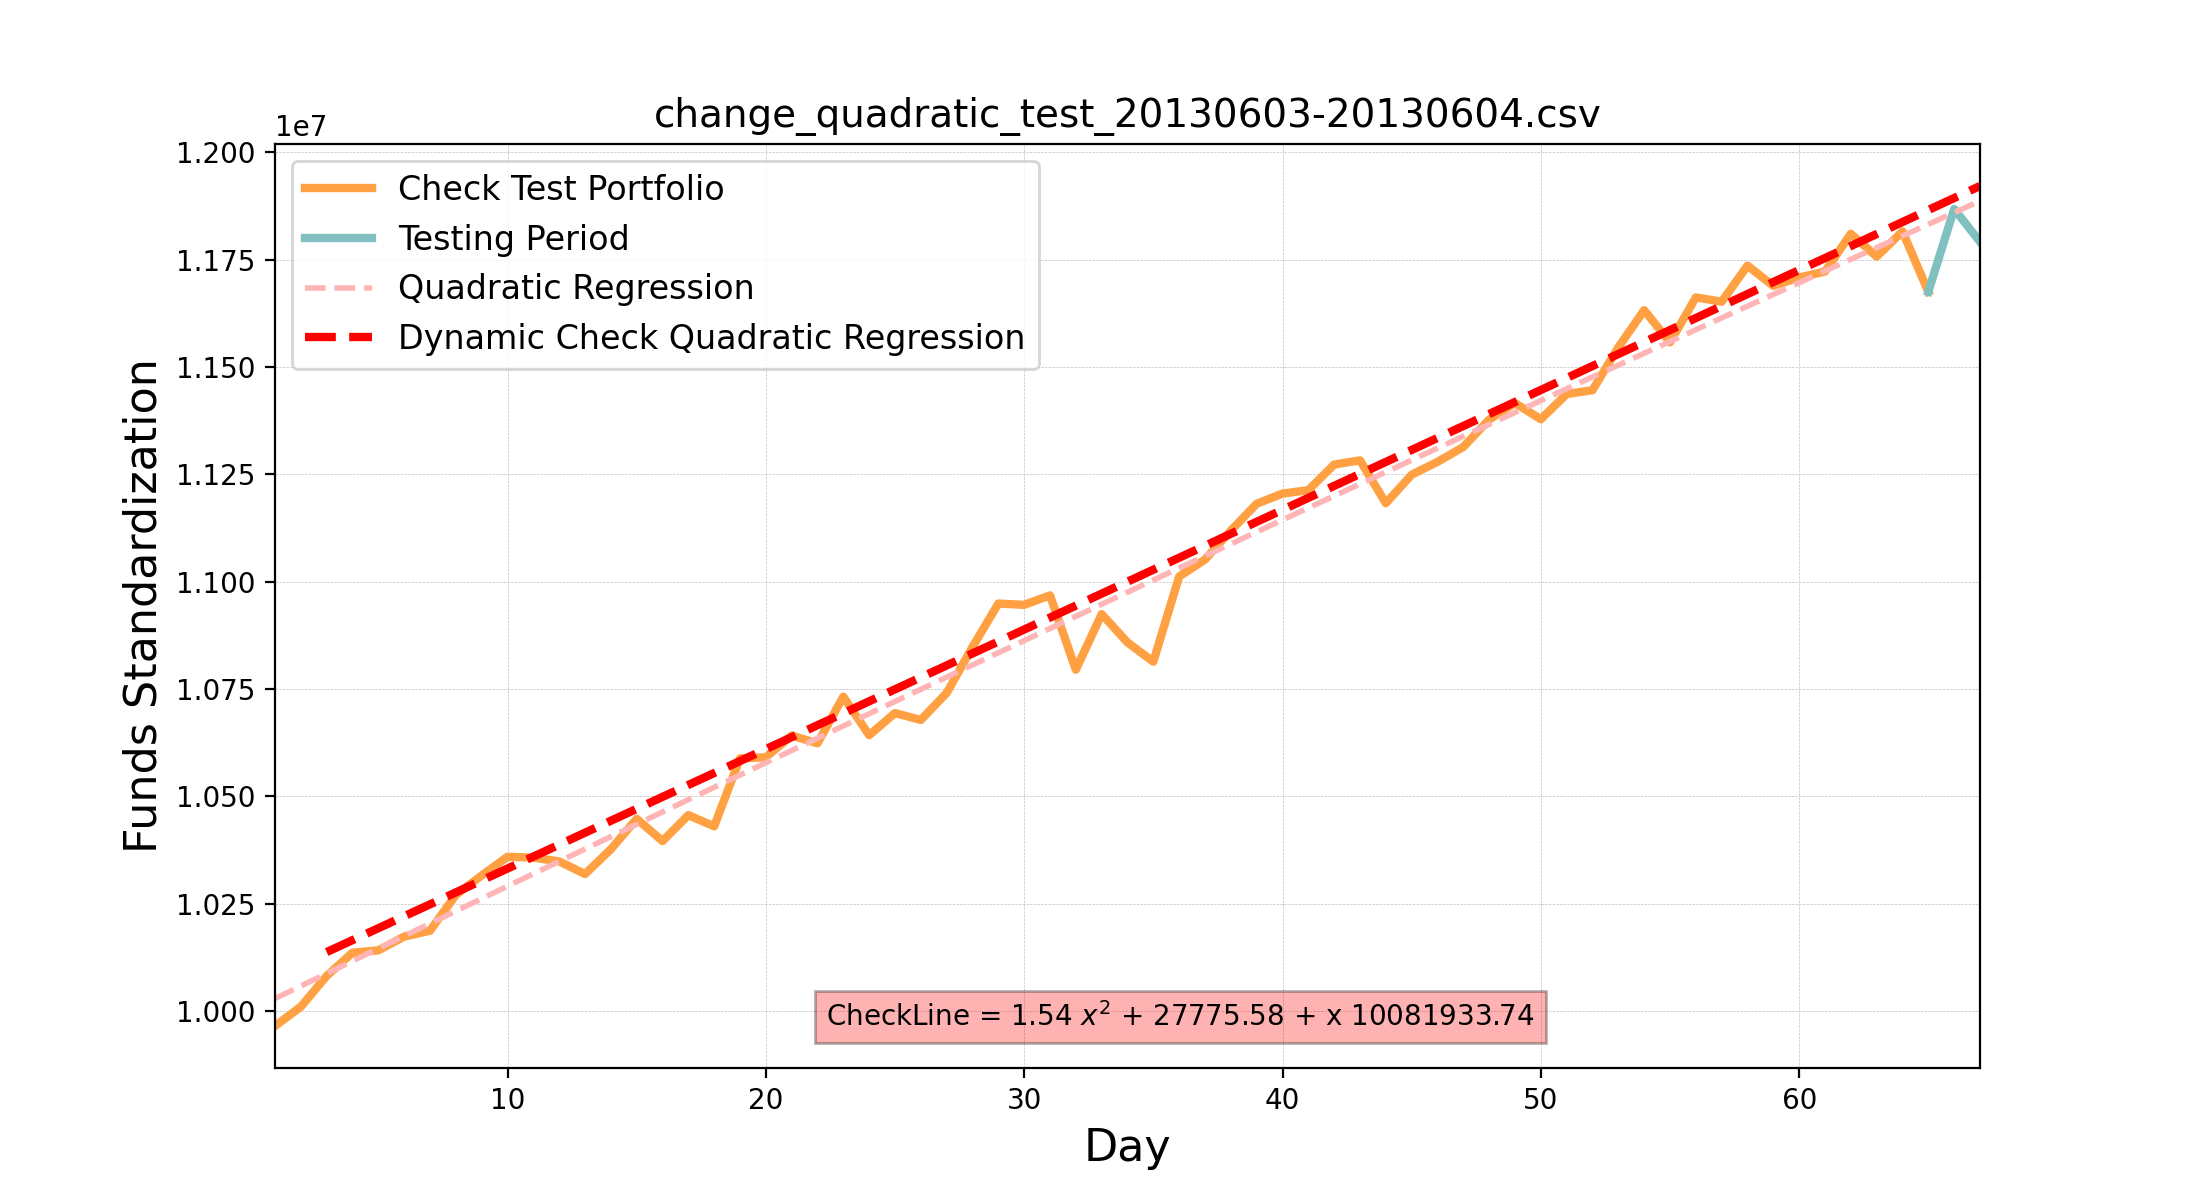 change_quadratic_test_20130603-20130604.csv
1e7
1.200
1.175
1.150
1.125
1.100
1.075
1.050
1.025
1.000
Funds Standardization
Check Test Portfolio
Testing Period
Quadratic Regression
Dynamic Check Quadratic Regression
CheckLine = 1.54 x² + 27775.58 + x 10081933.74
10 20 30 40 50 60
Day